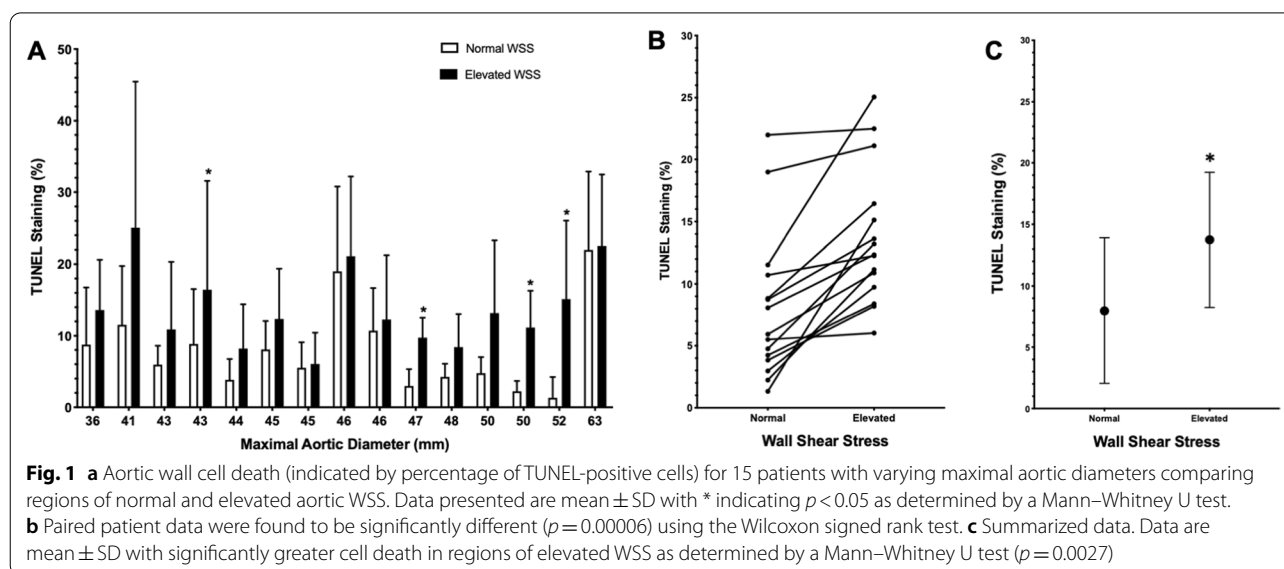 A
50
40
30
20
10
0
TUNEL Staining (%)
Normal WSS
Elevated WSS
*
*
*
*
36 41 43 43 44 45 45 46 46 47 48 50 50 52 63
Maximal Aortic Diameter (mm)
B
30
25
20
15
10
5
0
TUNEL Staining (%)
Normal Elevated
Wall Shear Stress
C
30
25
20
15
10
5
0
TUNEL Staining (%)
*
Normal Elevated
Wall Shear Stress
Fig. 1 a Aortic wall cell death (indicated by percentage of TUNEL-positive cells) for 15 patients with varying maximal aortic diameters comparing
regions of normal and elevated aortic WSS. Data presented are mean ± SD with * indicating p < 0.05 as determined by a Mann–Whitney U test.
b Paired patient data were found to be significantly different (p = 0.00006) using the Wilcoxon signed rank test. c Summarized data. Data are
mean ± SD with significantly greater cell death in regions of elevated WSS as determined by a Mann–Whitney U test (p = 0.0027)